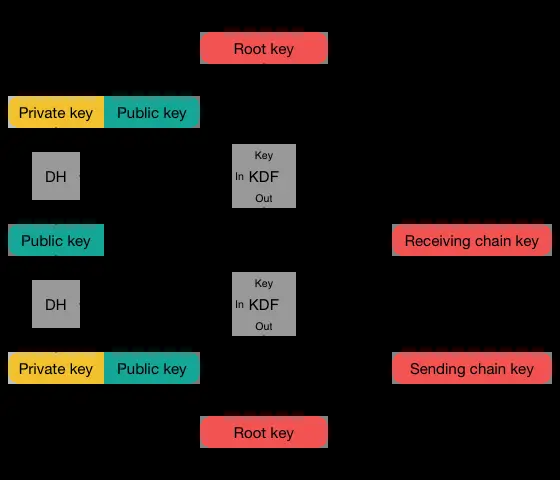 Root key
Private key Public key
Key
DH In KDF
Out
Public key Receiving chain key
Key
DH In KDF
Out
Private key Public key Sending chain key
Root key